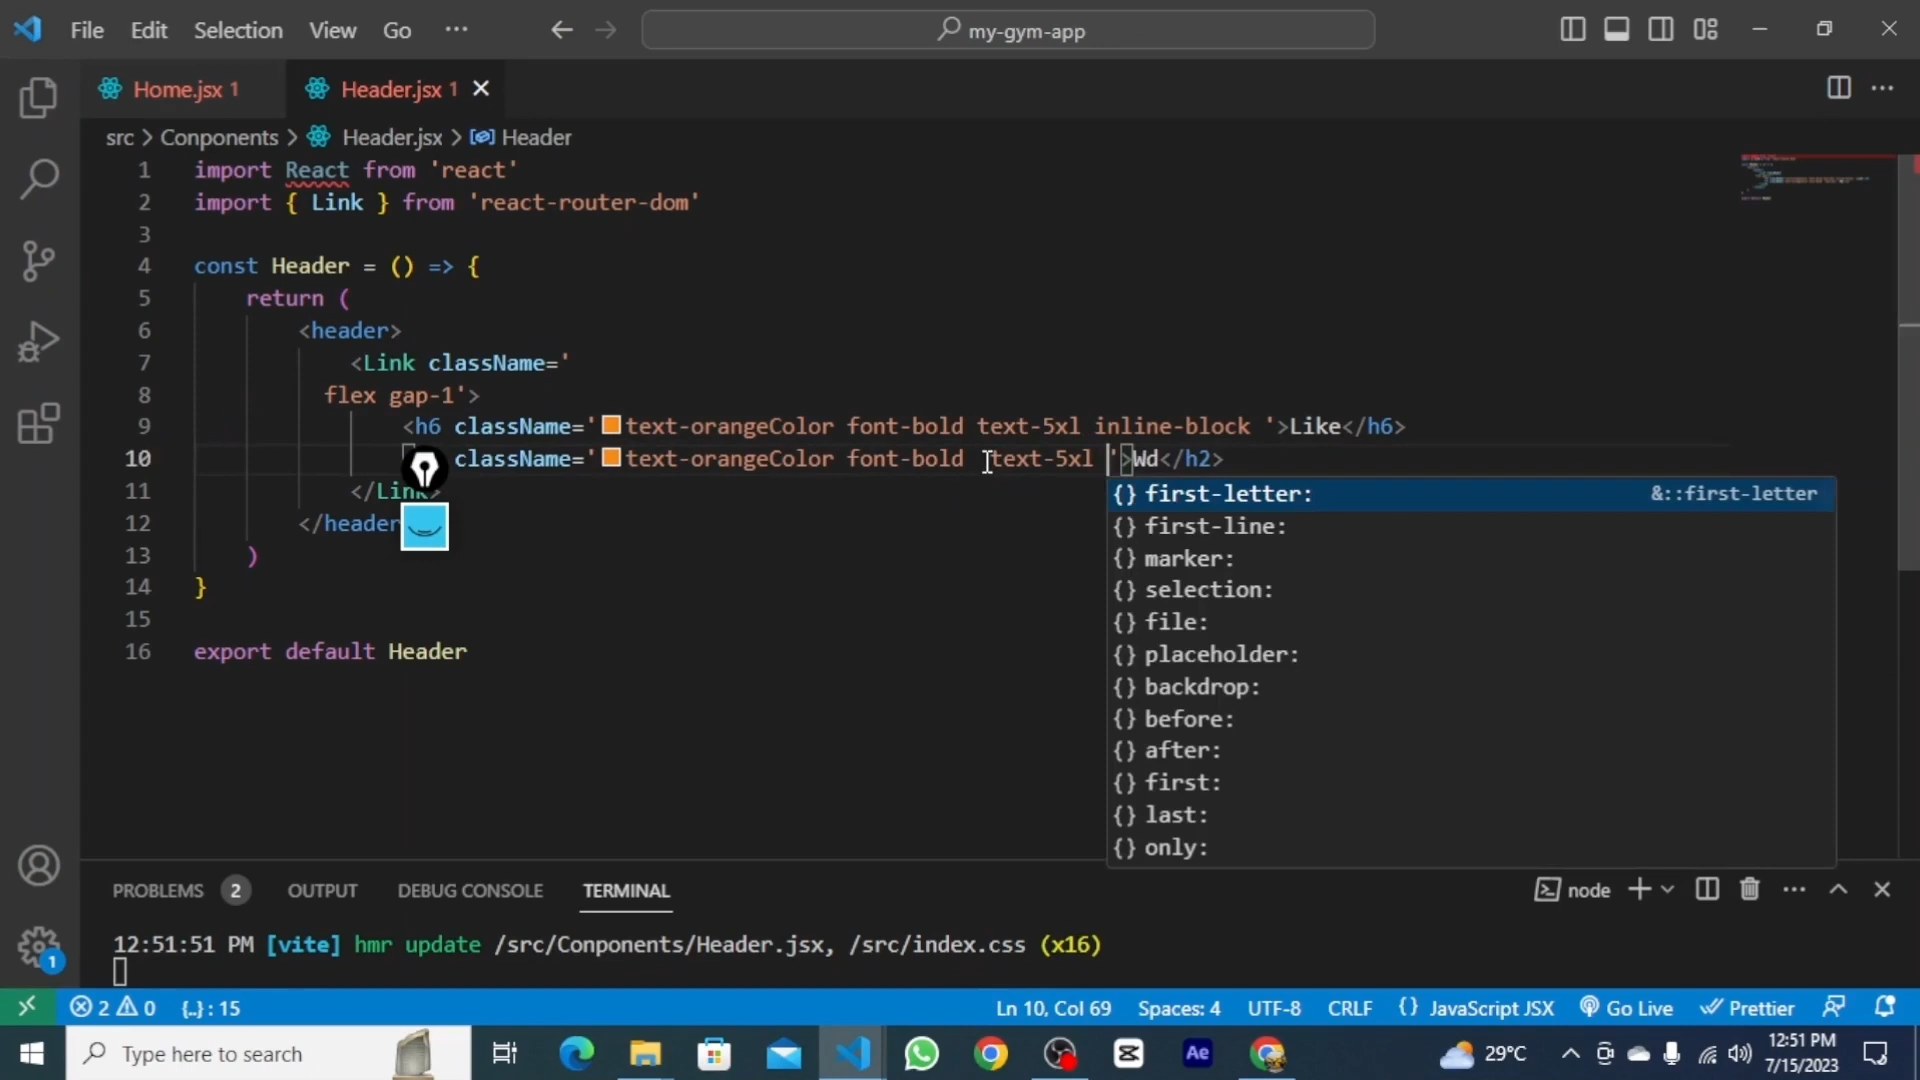 File Edit Selection View Go ··· my-gym-app
Home.jsx 1 Header.jsx 1
src > Conponents > Header.jsx > Header
1 import React from 'react'
2 import { Link } from 'react-router-dom'
3
4 const Header = () => {
5 return (
6 <header>
7 <Link className='
8 flex gap-1'>
9 <h6 className='text-orangeColor font-bold text-5xl inline-block '>Like</h6>
10 className='text-orangeColor font-bold text-5xl '>Wd</h2>
11 </Link>
12 </header
13 )
14 }
15
16 export default Header
{} first-letter: &::first-letter
{} first-line:
{} marker:
{} selection:
{} file:
{} placeholder:
{} backdrop:
{} before:
{} after:
{} first:
{} last:
{} only:
PROBLEMS 2 OUTPUT DEBUG CONSOLE TERMINAL node
12:51:51 PM [vite] hmr update /src/Conponents/Header.jsx, /src/index.css (x16)
1
2 0 {..} : 15 Ln 10, Col 69 Spaces: 4 UTF-8 CRLF {} JavaScript JSX Go Live Prettier
Type here to search Ae 29°C 12:51 PM
7/15/2023